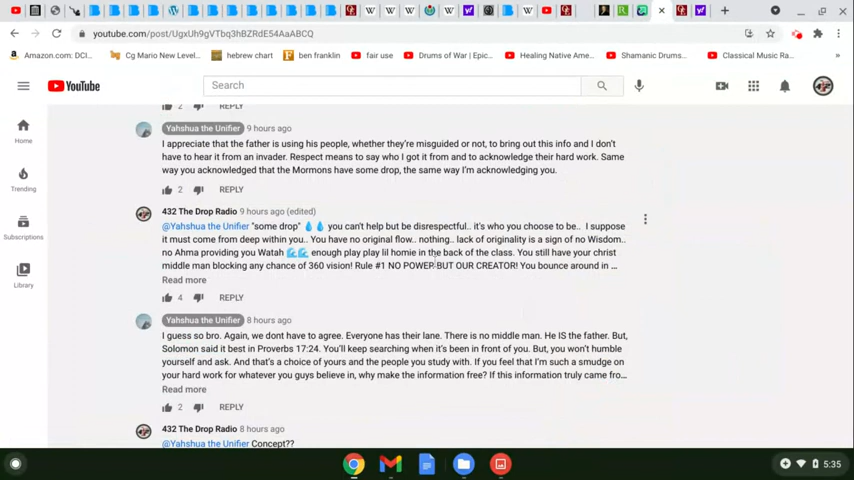 youtube.com/post/UgxUh9gVTbq3hBZRdE54AaABCQ
Amazon.com: DCI...
Cg Mario New Level...
hebrew chart
ben franklin
fair use
Drums of War | Epic...
Healing Native Ame...
Shamanic Drums...
Classical Music Ra...
YouTube
Search
Home
Trending
Subscriptions
Library
2 REPLY
Yahshua the Unifier 9 hours ago
I appreciate that the father is using his people, whether they're misguided or not, to bring out this info and I don't
have to hear it from an invader. Respect means to say who I got it from and to acknowledge their hard work. Same
way you acknowledged that the Mormons have some drop, the same way I'm acknowledging you.
2 REPLY
432 The Drop Radio 9 hours ago (edited)
@Yahshua the Unifier "some drop" 💧💧 you can't help but be disrespectful.. it's who you choose to be.. I suppose
it must come from deep within you.. You have no original flow.. nothing.. lack of originality is a sign of no Wisdom..
no Ahma providing you Watah 🌊🌊 enough play play lil homie in the back of the class. You still have your christ
middle man blocking any chance of 360 vision! Rule #1 NO POWER BUT OUR CREATOR! You bounce around in ...
Read more
4 REPLY
Yahshua the Unifier 8 hours ago
I guess so bro. Again, we dont have to agree. Everyone has their lane. There is no middle man. He IS the father. But,
Solomon said it best in Proverbs 17:24. You'll keep searching when it's been in front of you. But, you won't humble
yourself and ask. And that's a choice of yours and the people you study with. If you feel that I'm such a smudge on
your hard work for whatever you guys believe in, why make the information free? If this information truly came fro...
Read more
2 REPLY
432 The Drop Radio 8 hours ago
@Yahshua the Unifier Concept??
5:35